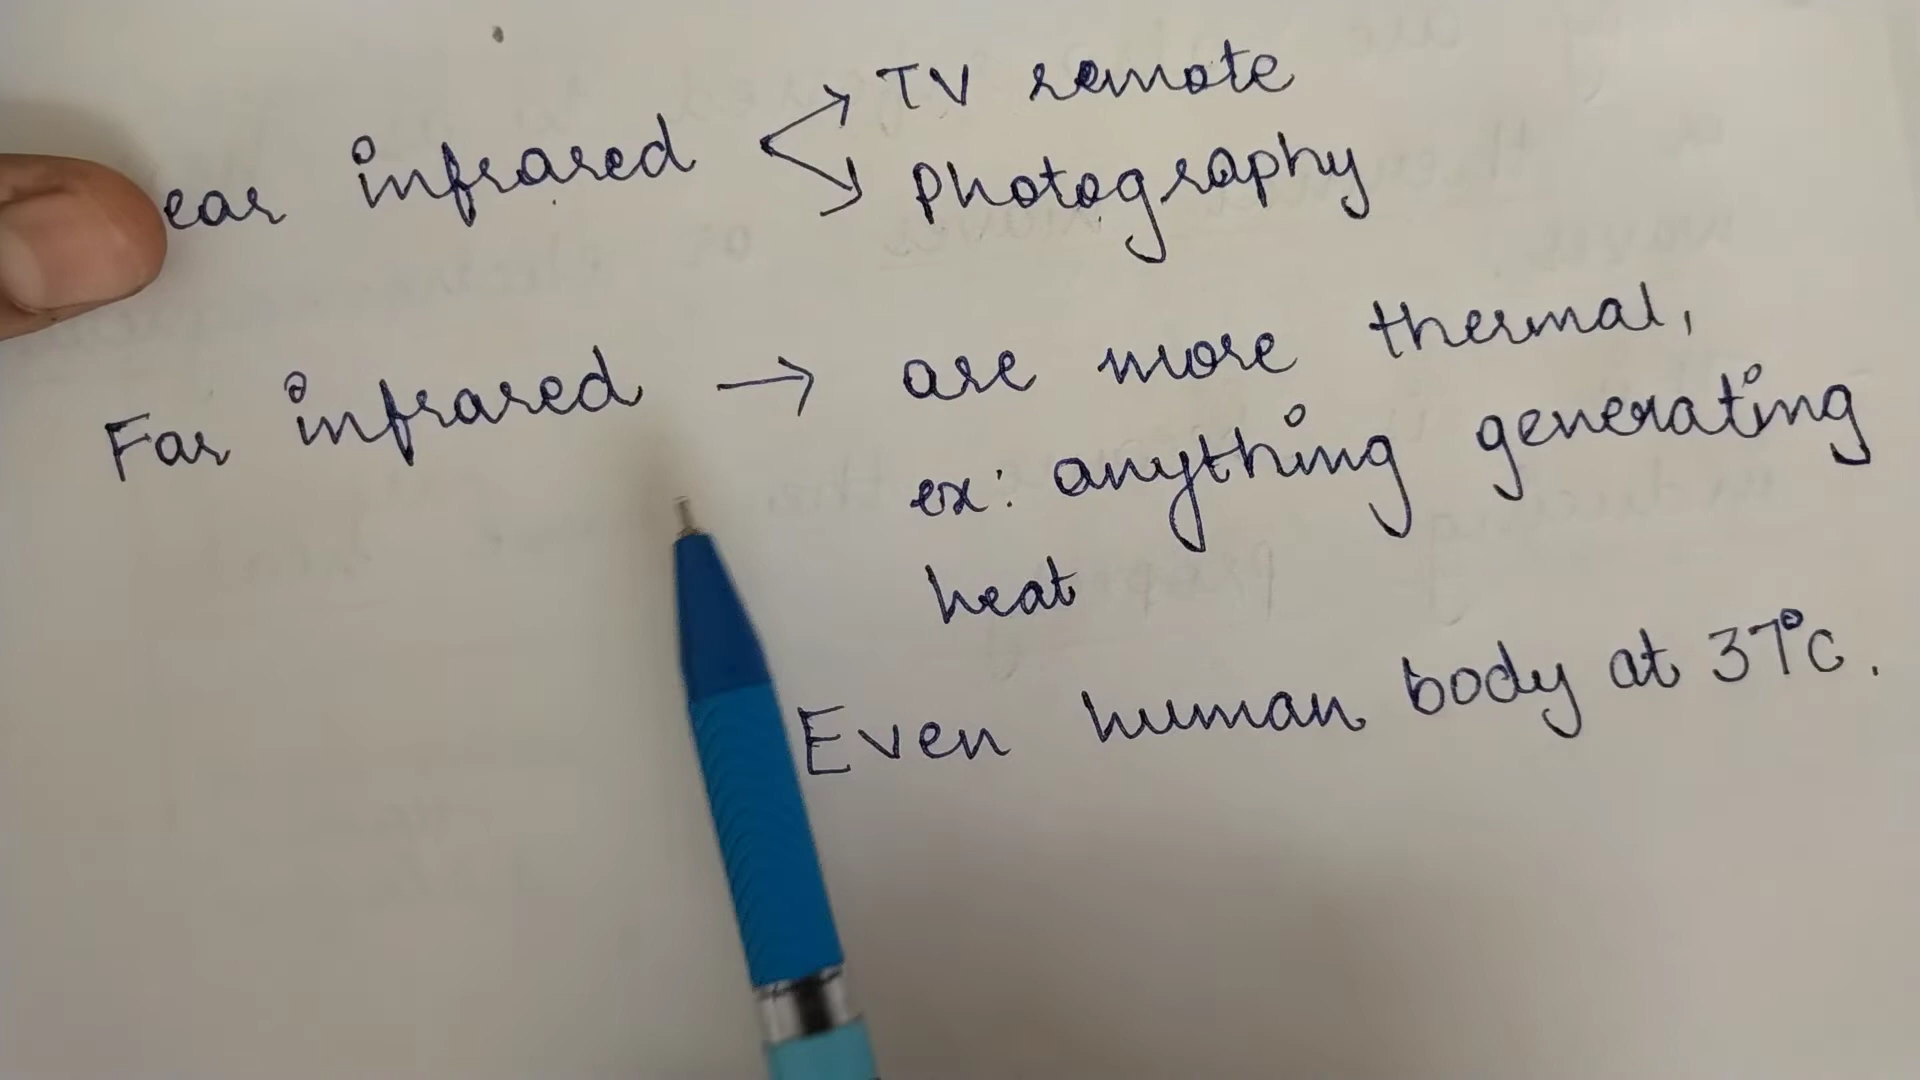 ear infrared → TV remote
→ photography
Far infrared → are more thermal,
ex: anything generating
heat
Even human body at 37°c.